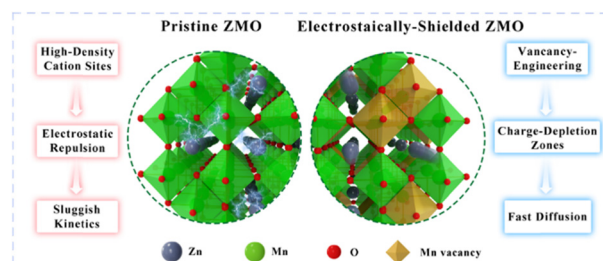 Pristine ZMO
Electrostaically-Shielded ZMO
High-Density
Cation Sites
Electrostatic
Repulsion
Sluggish
Kinetics
Vancancy-
Engineering
Charge-Depletion
Zones
Fast Diffusion
Zn
Mn
O
Mn vacancy